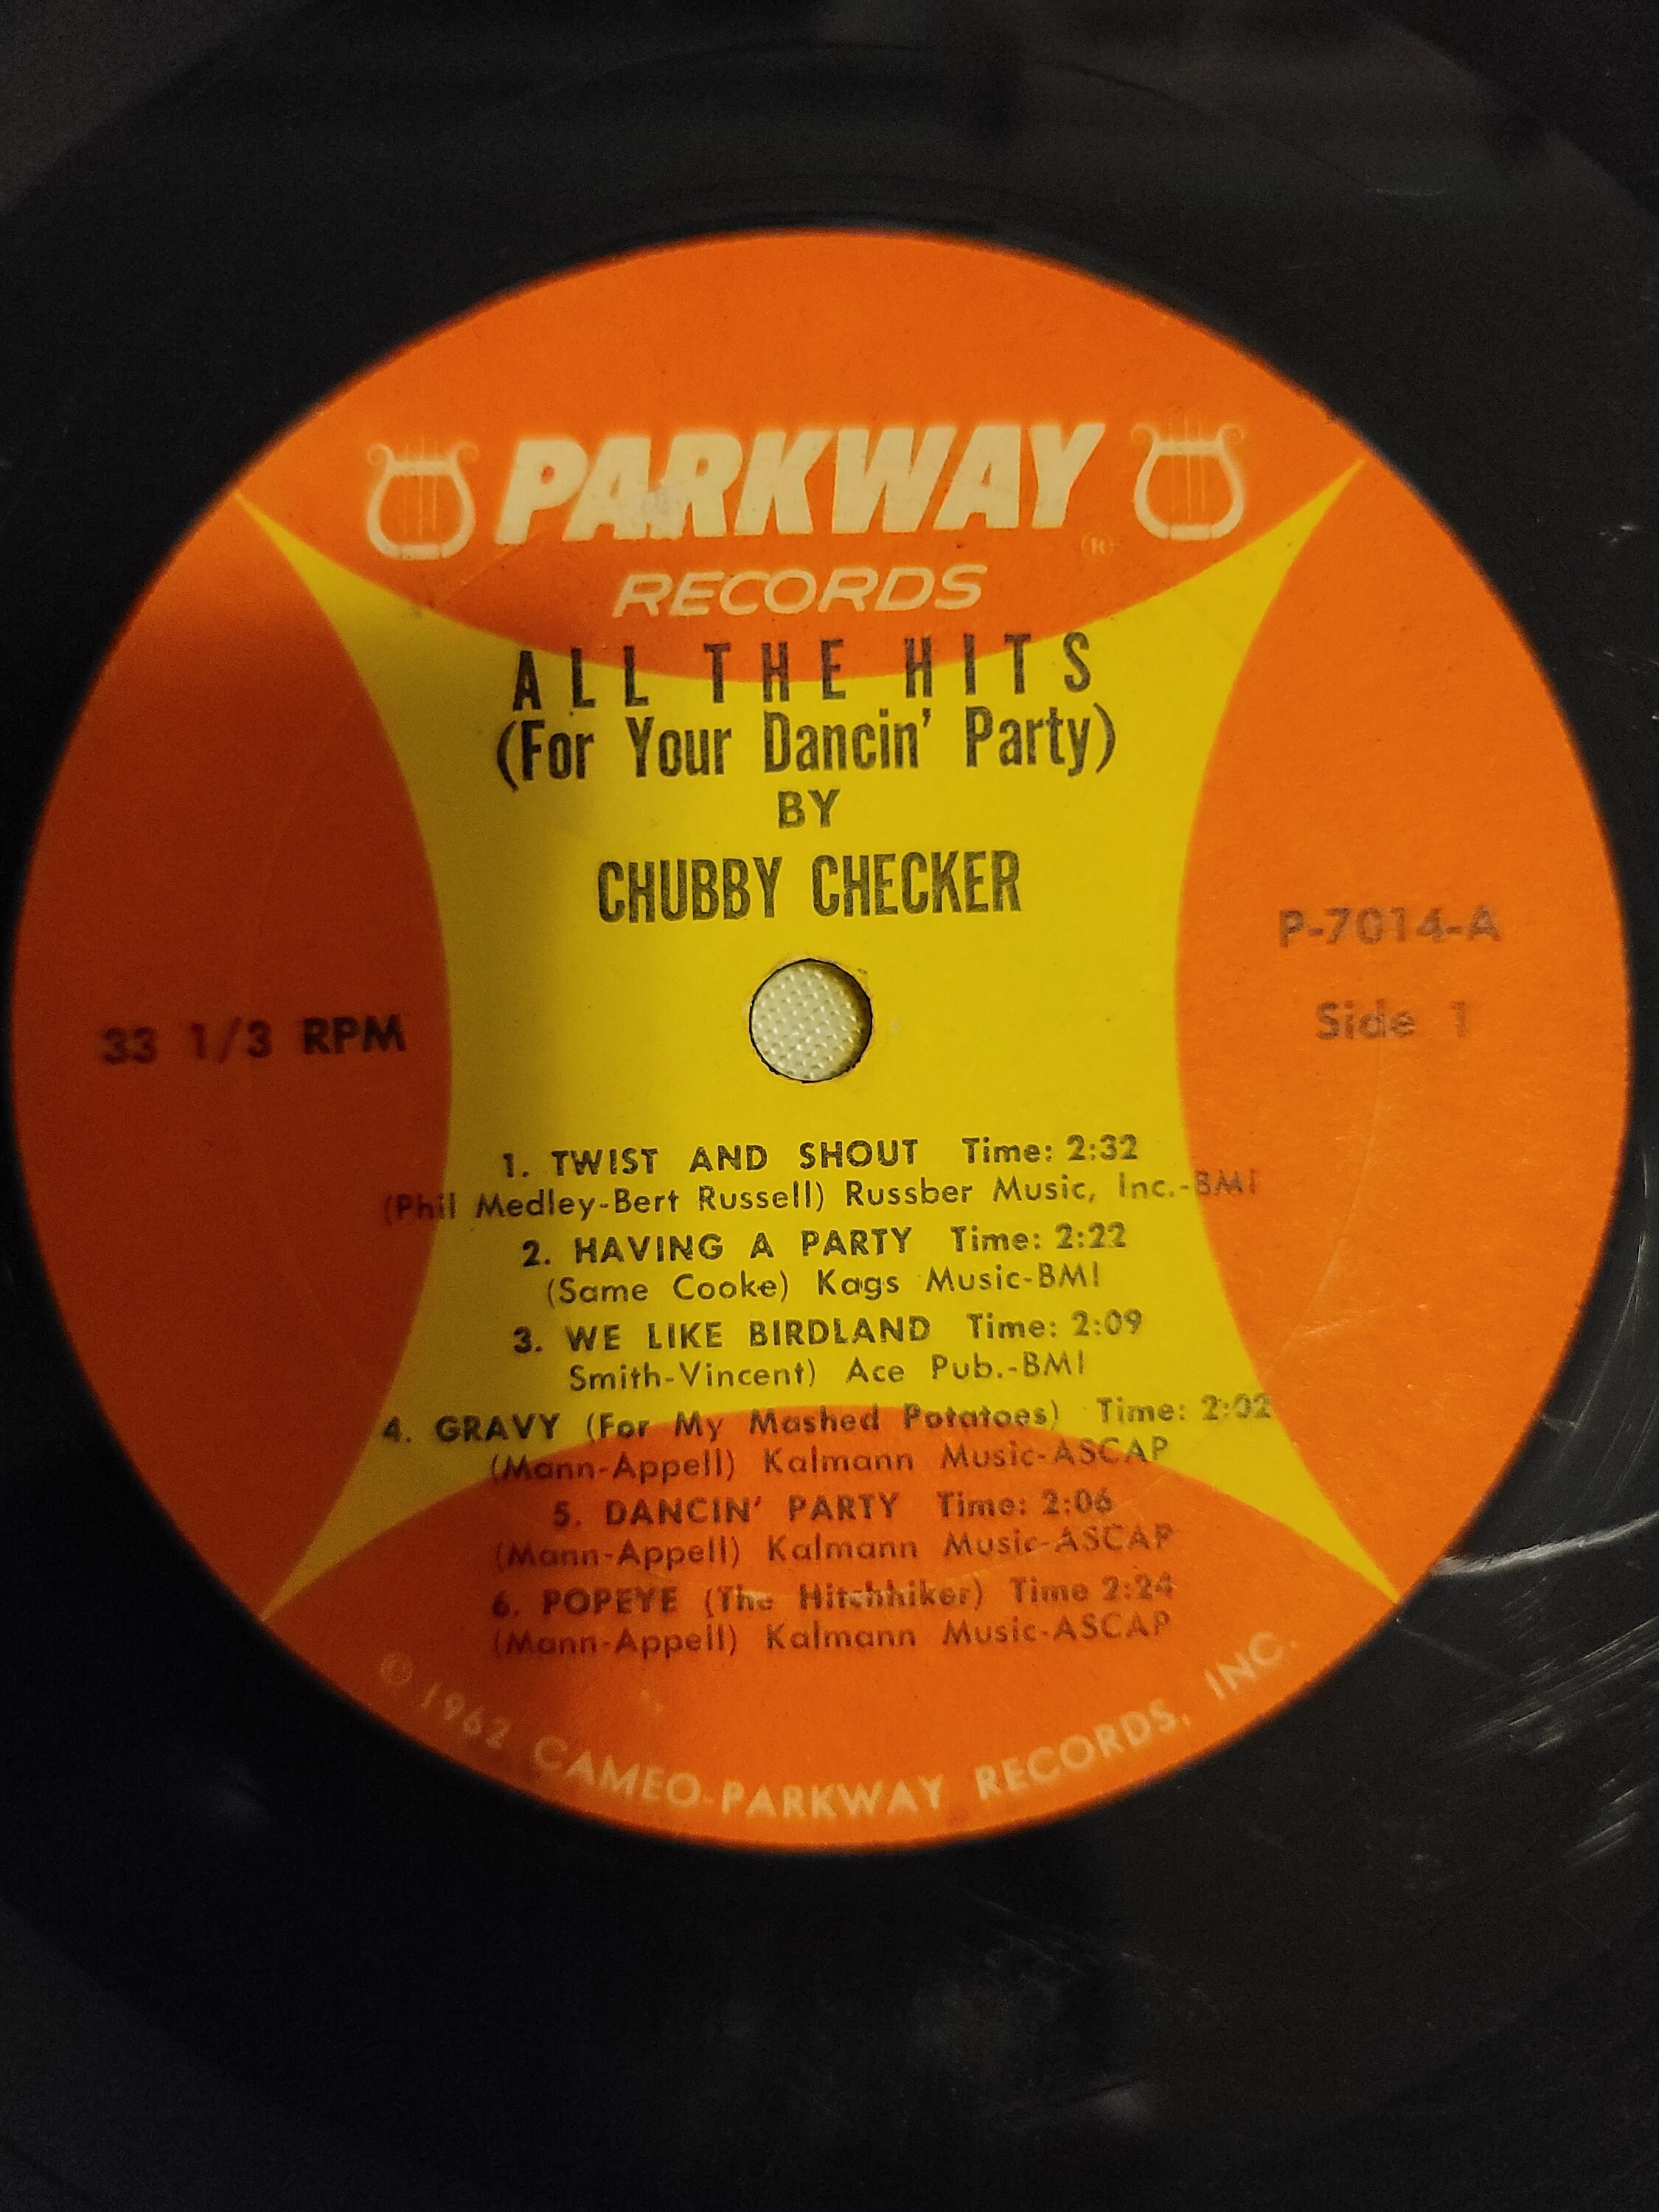 PARKWAY
®
RECORDS
ALL THE HITS
(For Your Dancin' Party)
BY
CHUBBY CHECKER
P-7014-A
Side 1
33 1/3 RPM
1. TWIST AND SHOUT Time: 2:32
(Phil Medley-Bert Russell) Russber Music, Inc.-BMI
2. HAVING A PARTY Time: 2:22
(Same Cooke) Kags Music-BMI
3. WE LIKE BIRDLAND Time: 2:09
Smith-Vincent) Ace Pub.-BMI
4. GRAVY (For My Mashed Potatoes) Time: 2:02
(Mann-Appell) Kalmann Music-ASCAP
5. DANCIN' PARTY Time: 2:06
(Mann-Appell) Kalmann Music-ASCAP
6. POPEYE (The Hitchhiker) Time 2:24
(Mann-Appell) Kalmann Music-ASCAP
© 1962 CAMEO-PARKWAY RECORDS, INC.